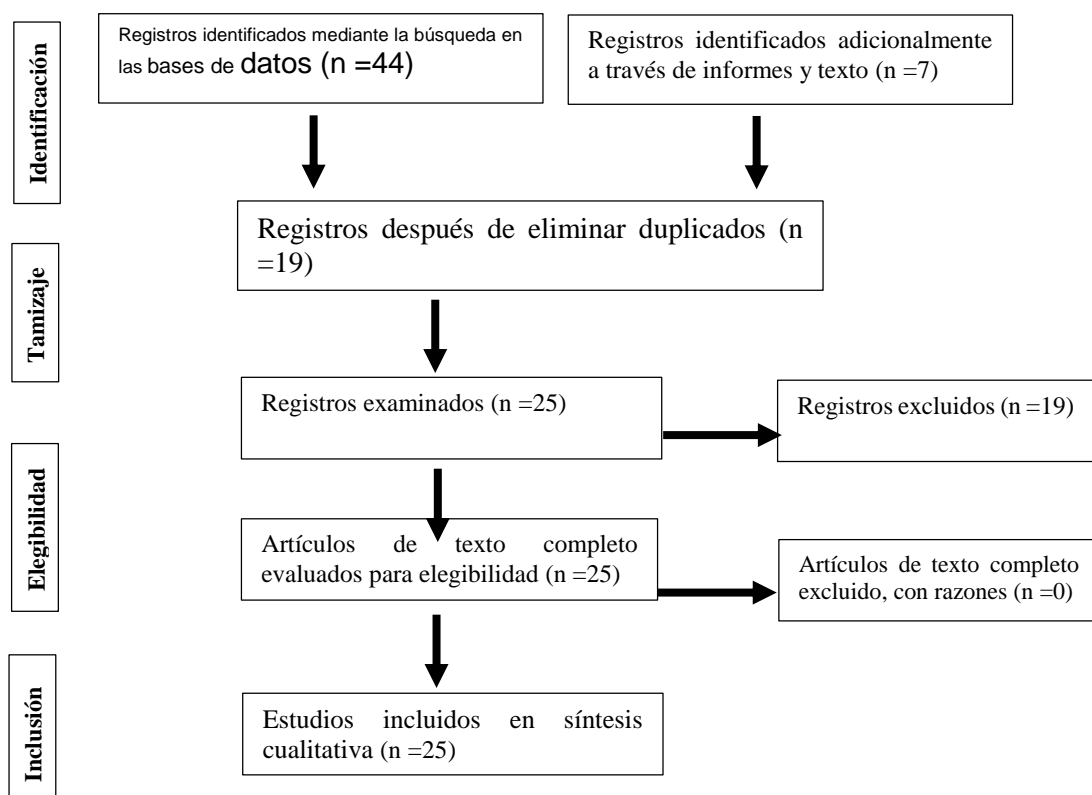 Identificación
Registros identificados mediante la búsqueda en
las bases de datos (n =44)
Registros identificados adicionalmente
a través de informes y texto (n =7)
Registros después de eliminar duplicados (n
=19)
Tamizaje
Registros examinados (n =25)
Registros excluidos (n =19)
Elegibilidad
Artículos de texto completo
evaluados para elegibilidad (n =25)
Artículos de texto completo
excluido, con razones (n =0)
Inclusión
Estudios incluidos en síntesis
cualitativa (n =25)